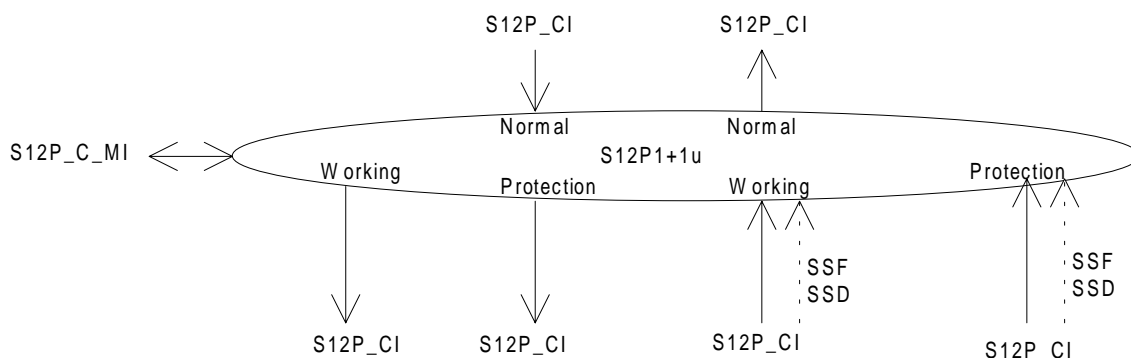 S12P_CI S12P_CI
Normal Normal
S12P_C_MI S12P1+1u
Working Protection Working Protection
SSF SSF
SSD SSD
S12P_CI S12P_CI S12P_CI S12P_CI